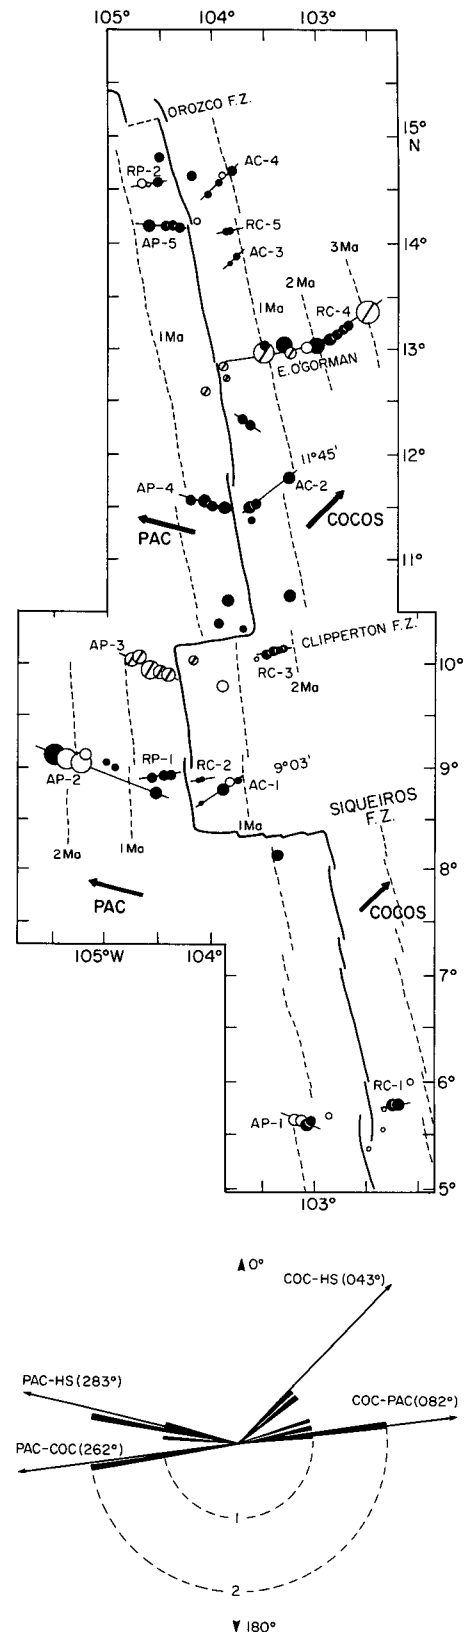 105° 104° 103°
OROZCO F.Z.
15°
N
RP-2
AC-4
RC-5
AP-5
AC-3
14°
3Ma
2Ma
1Ma
RC-4
1Ma
13°
E. O'GORMAN
12°
11°45'
AP-4
AC-2
PAC
COCOS
11°
AP-3
CLIPPERTON F.Z.
10°
RC-3
2Ma
RP-1
RC-2
9°03'
9°
AP-2
AC-1
SIQUEIROS
F.Z.
1Ma
2Ma
1Ma
8°
PAC
COCOS
105°W 104°
7°
6°
RC-1
AP-1
5°
103°
0°
COC-HS (043°)
PAC-HS (283°)
COC-PAC (082°)
PAC-COC (262°)
1
2
180°